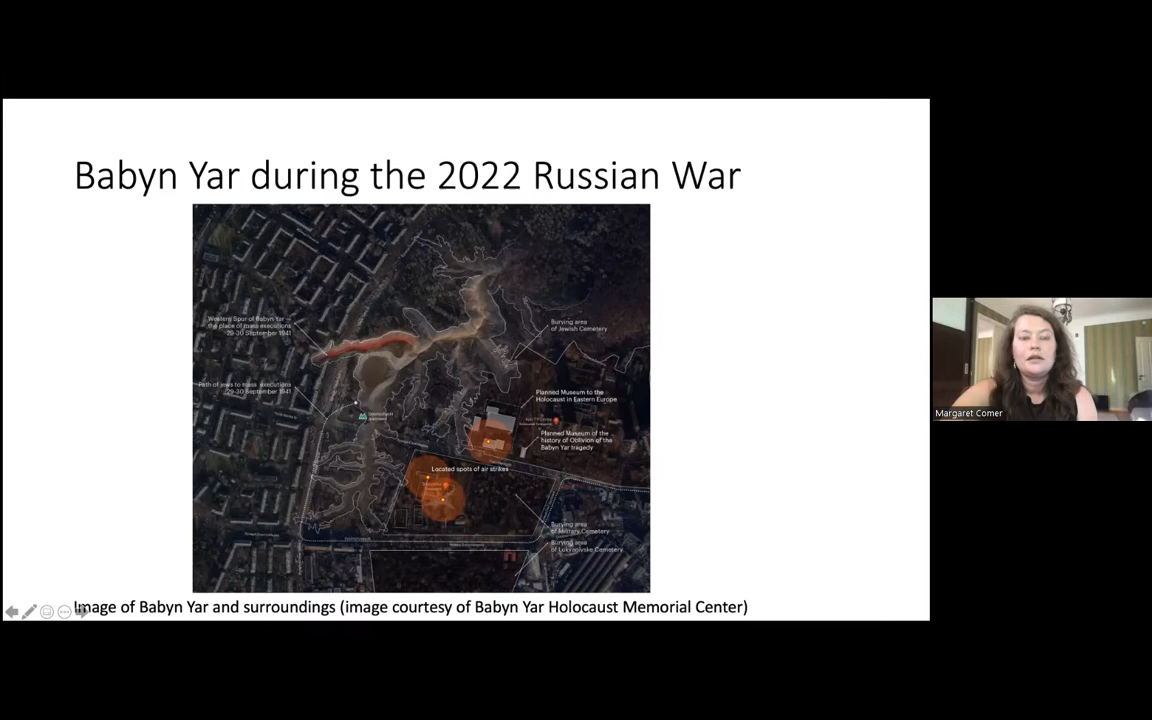 Babyn Yar during the 2022 Russian War
Western Spur of Babyn Yar –
the place of mass executions
29-30 September 1941
Burying area
of Jewish Cemetery
Path of jews to mass executions
29-30 September 1941
Planned Museum to the
Holocaust in Eastern Europe
Planned Museum of the
history of Oblivion of the
Babyn Yar tragedy
Located spots of air strikes
Burying area
of Military Cemetery
Burying area
of Lukyanivske Cemetery
Margaret Comer
Image of Babyn Yar and surroundings (image courtesy of Babyn Yar Holocaust Memorial Center)